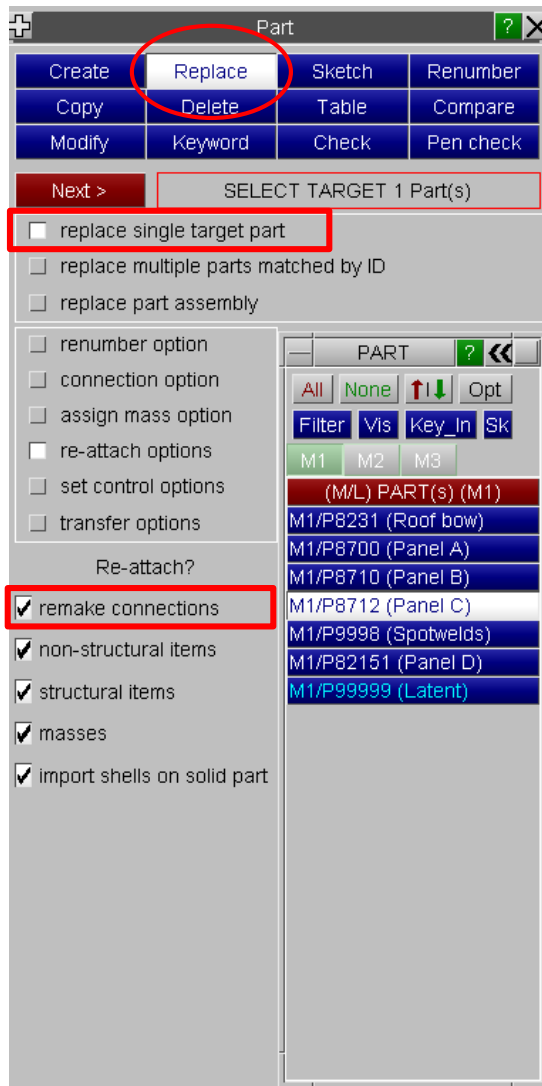 Part ?
Create Replace Sketch Renumber
Copy Delete Table Compare
Modify Keyword Check Pen check
Next > SELECT TARGET 1 Part(s)
replace single target part
replace multiple parts matched by ID
replace part assembly
renumber option
connection option
assign mass option
re-attach options
set control options
transfer options
Re-attach?
remake connections
non-structural items
structural items
masses
import shells on solid part
PART ?
All None Opt
Filter Vis Key_In Sk
M1 M2 M3
(M/L) PART(s) (M1)
M1/P8231 (Roof bow)
M1/P8700 (Panel A)
M1/P8710 (Panel B)
M1/P8712 (Panel C)
M1/P9998 (Spotwelds)
M1/P82151 (Panel D)
M1/P99999 (Latent)